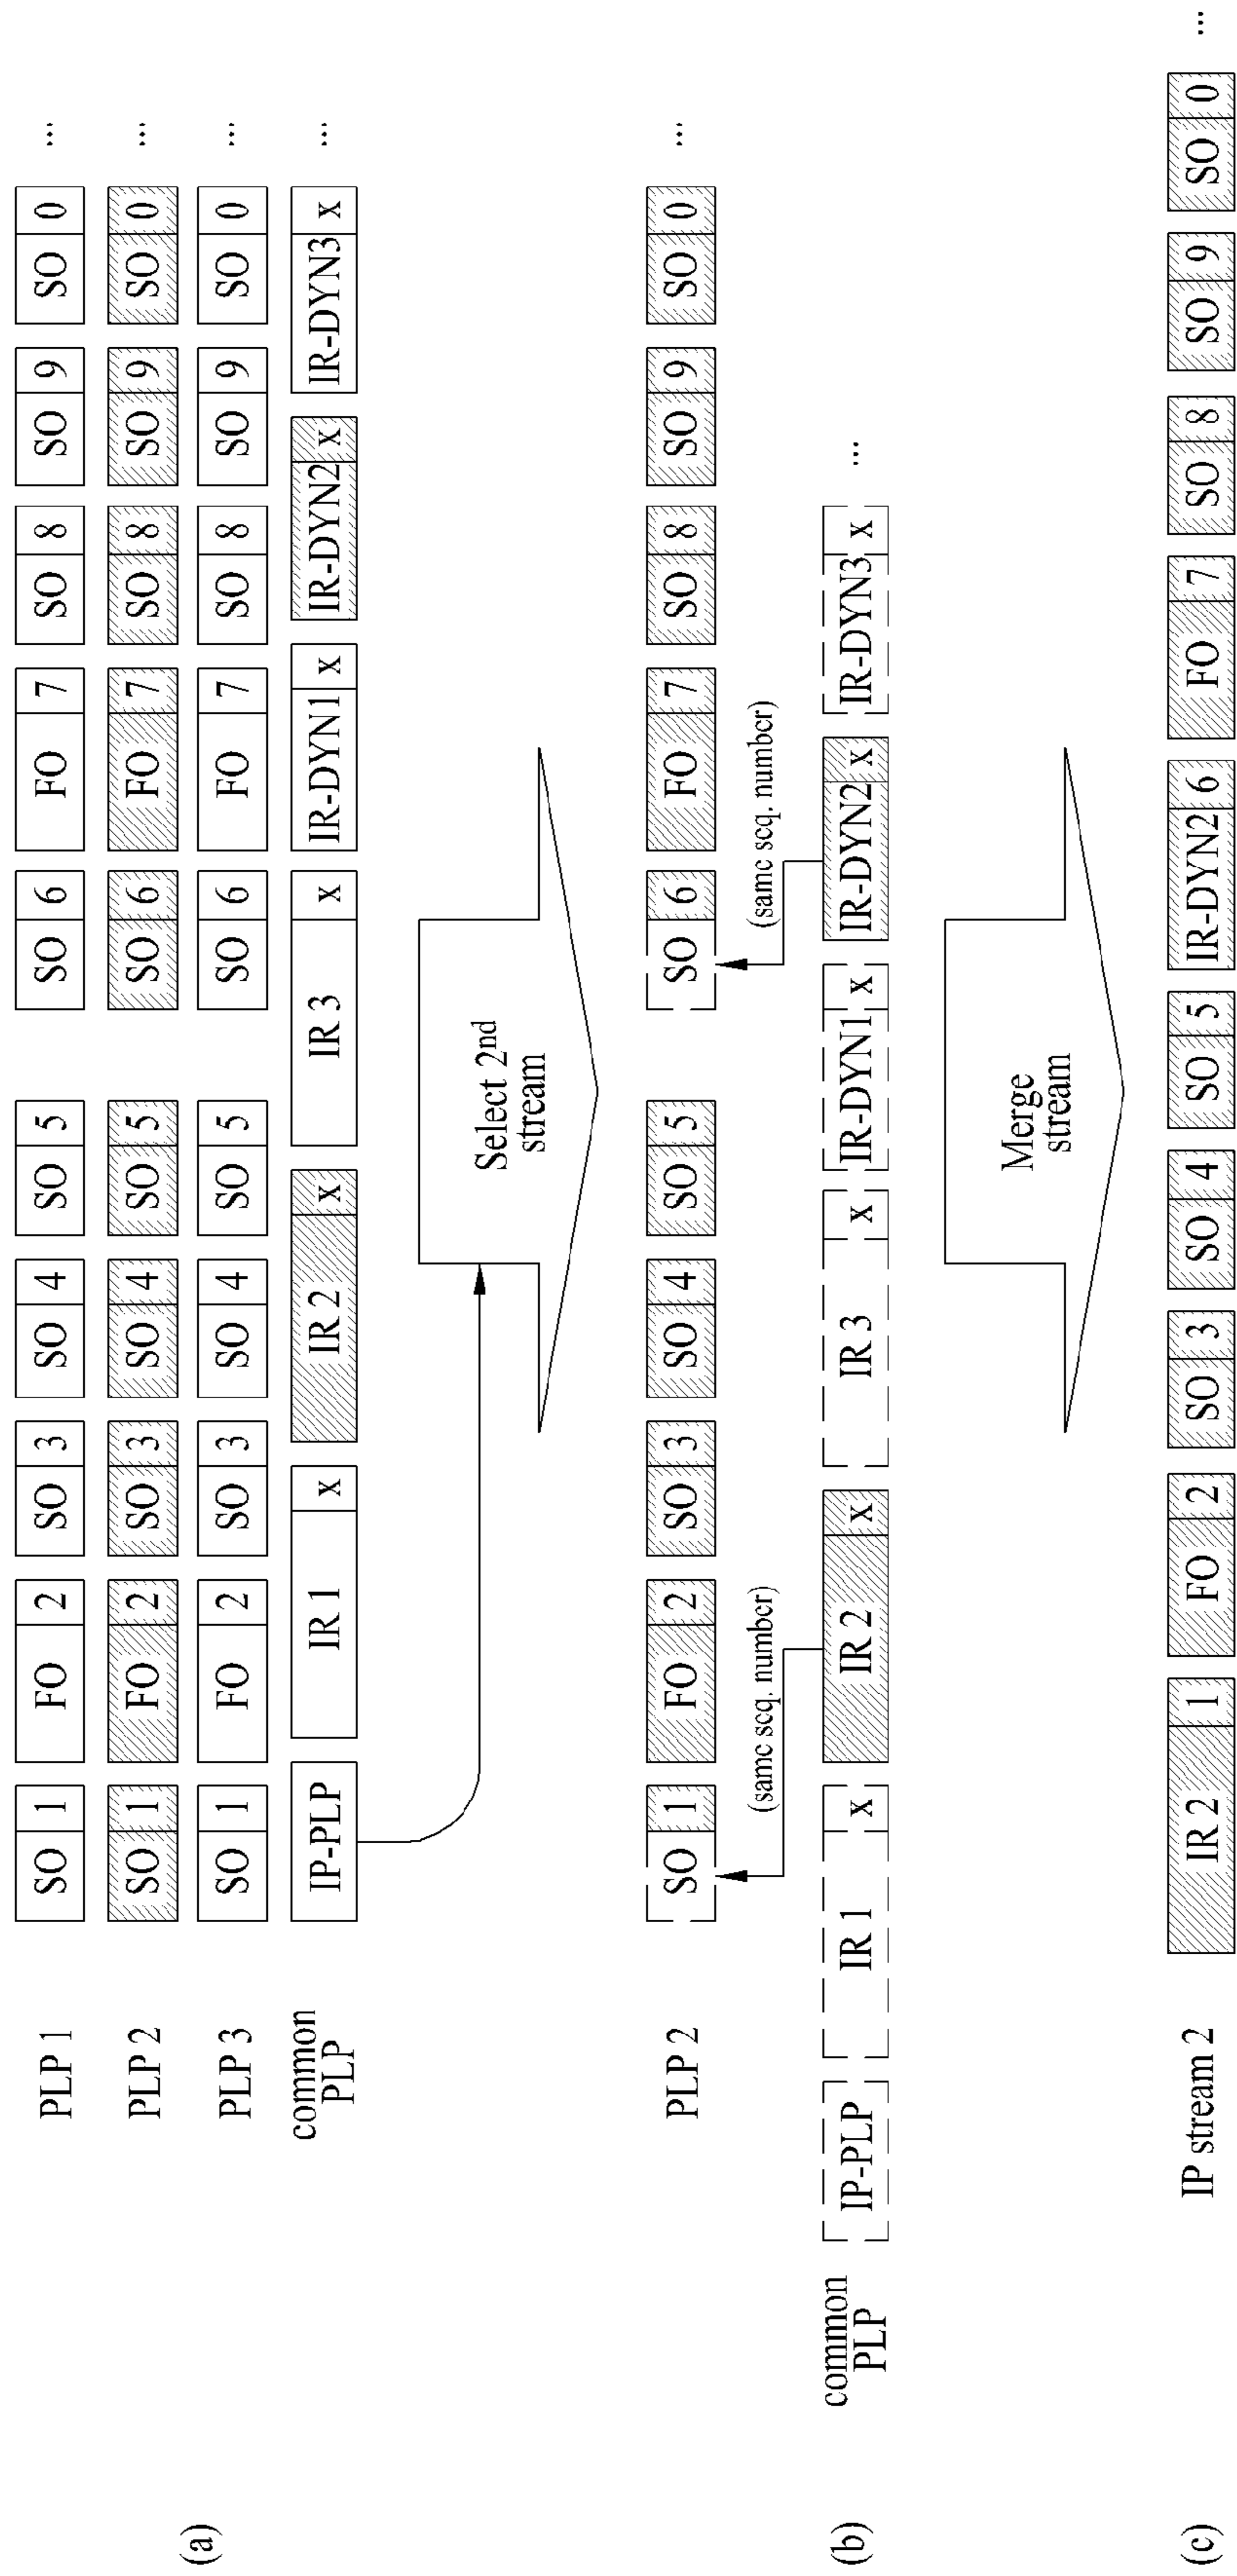 (a)
PLP 1 SO 1 FO 2 SO 3 SO 4 SO 5 SO 6 FO 7 SO 8 SO 9 SO 0 ...
PLP 2 SO 1 FO 2 SO 3 SO 4 SO 5 SO 6 FO 7 SO 8 SO 9 SO 0 ...
PLP 3 SO 1 FO 2 SO 3 SO 4 SO 5 SO 6 FO 7 SO 8 SO 9 SO 0 ...
common
PLP
IP-PLP IR 1 x IR 2 x IR 3 x IR-DYN1 x IR-DYN2 x IR-DYN3 x ...
Select 2nd
stream
PLP 2 SO 1 FO 2 SO 3 SO 4 SO 5 SO 6 FO 7 SO 8 SO 9 SO 0 ...
(same seq. number) (same seq. number)
(b)
common
PLP
IP-PLP IR 1 x IR 2 x IR 3 x IR-DYN1 x IR-DYN2 x IR-DYN3 x ...
Merge
stream
(c)
IP stream 2 IR 2 1 FO 2 SO 3 SO 4 SO 5 IR-DYN2 6 FO 7 SO 8 SO 9 SO 0 ...